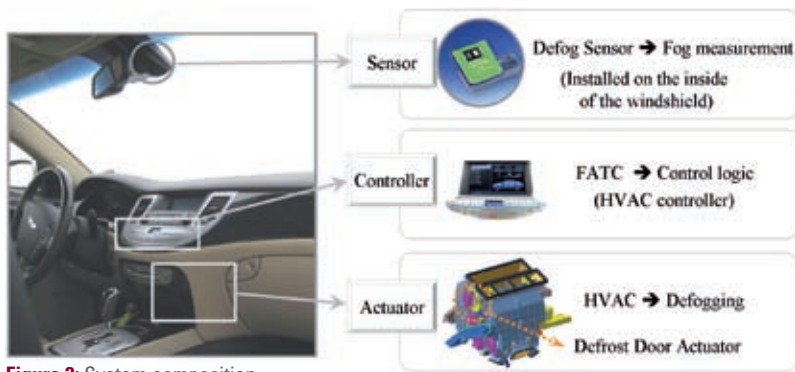 Sensor
Defog Sensor ➔ Fog measurement
(Installed on the inside
of the windshield)
Controller
FATC ➔ Control logic
(HVAC controller)
Actuator
HVAC ➔ Defogging
Defrost Door Actuator
Figure 2: System composition